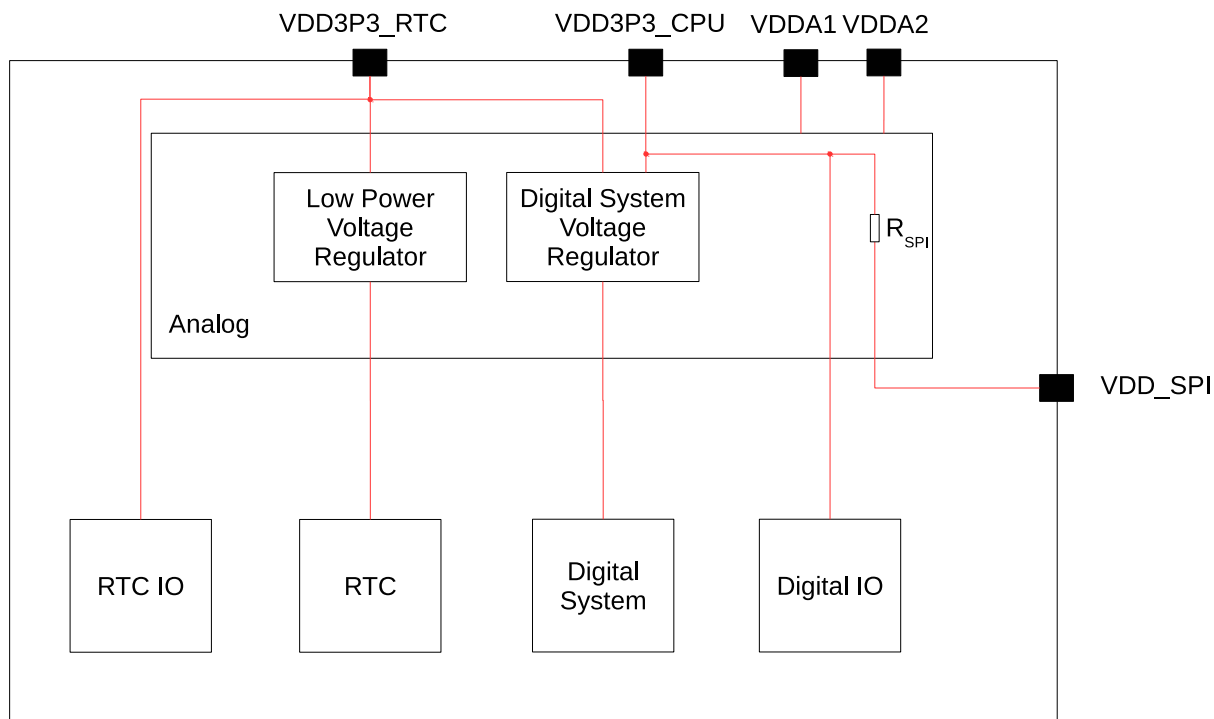 VDD3P3_RTC
VDD3P3_CPU
VDDA1
VDDA2
Low Power
Voltage
Regulator
Digital System
Voltage
Regulator
RSPI
Analog
VDD_SPI
RTC IO
RTC
Digital
System
Digital IO